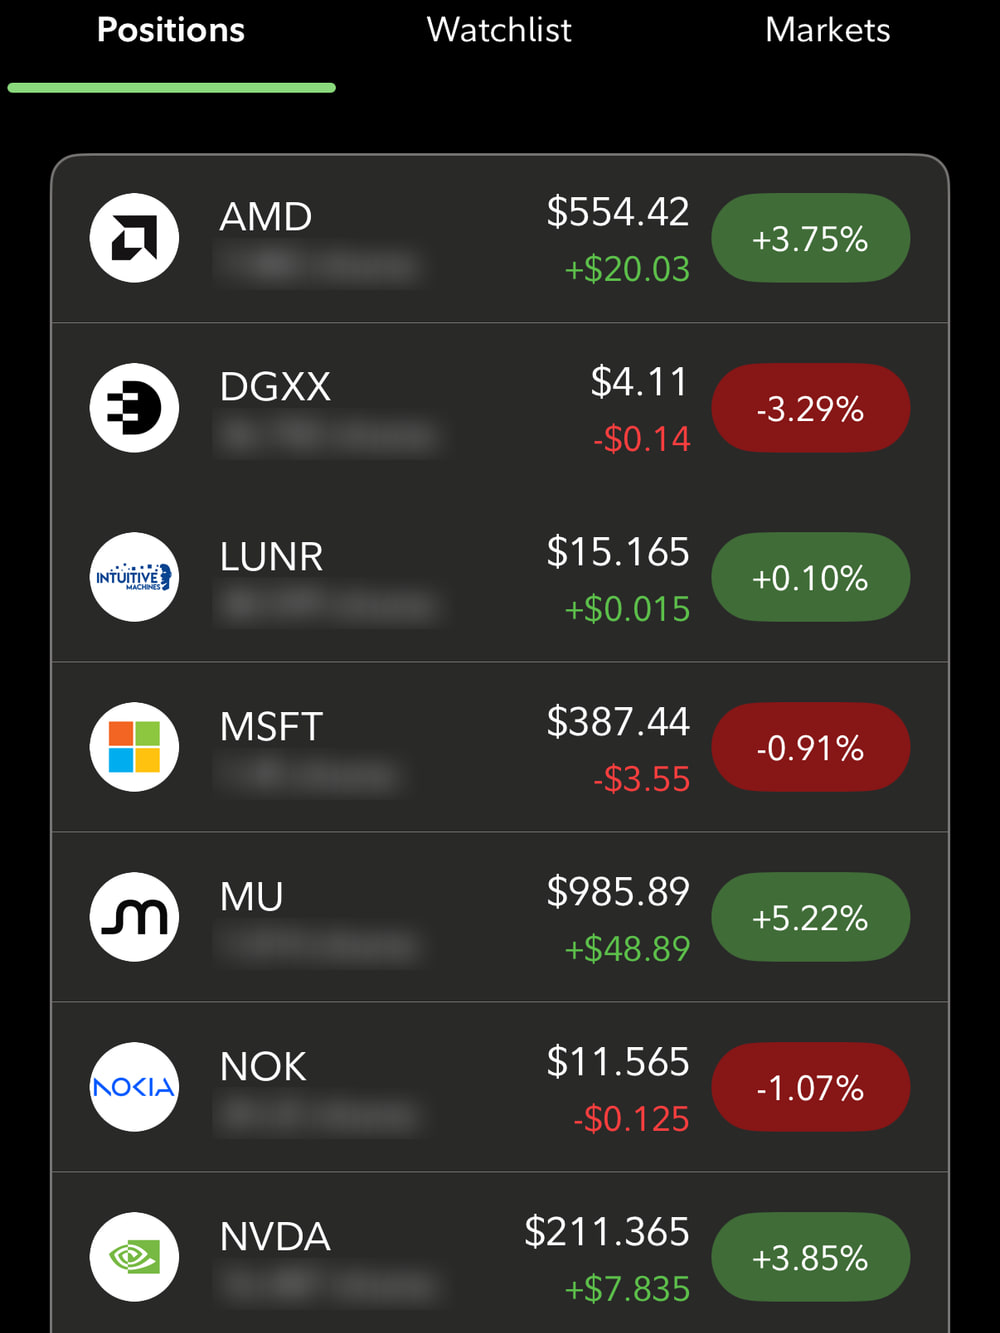 Positions Watchlist Markets
AMD $554.42 +3.75%
+$20.03
DGXX $4.11 -3.29%
-$0.14
INTUITIVE
MACHINES
LUNR $15.165 +0.10%
+$0.015
MSFT $387.44 -0.91%
-$3.55
MU $985.89 +5.22%
+$48.89
NOKIA
NOK $11.565 -1.07%
-$0.125
NVDA $211.365 +3.85%
+$7.835